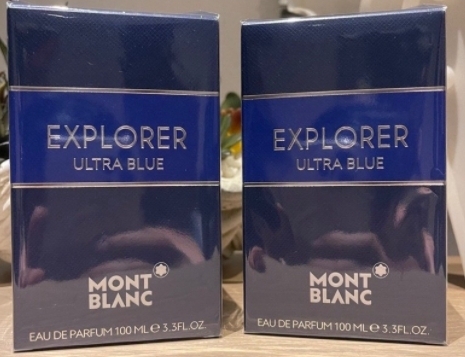 EXPLORER
ULTRA BLUE
MONT
BLANC
EAU DE PARFUM 100 ML ℮ 3.3FL.OZ.
EXPLORER
ULTRA BLUE
MONT
BLANC
EAU DE PARFUM 100 ML ℮ 3.3FL.OZ.